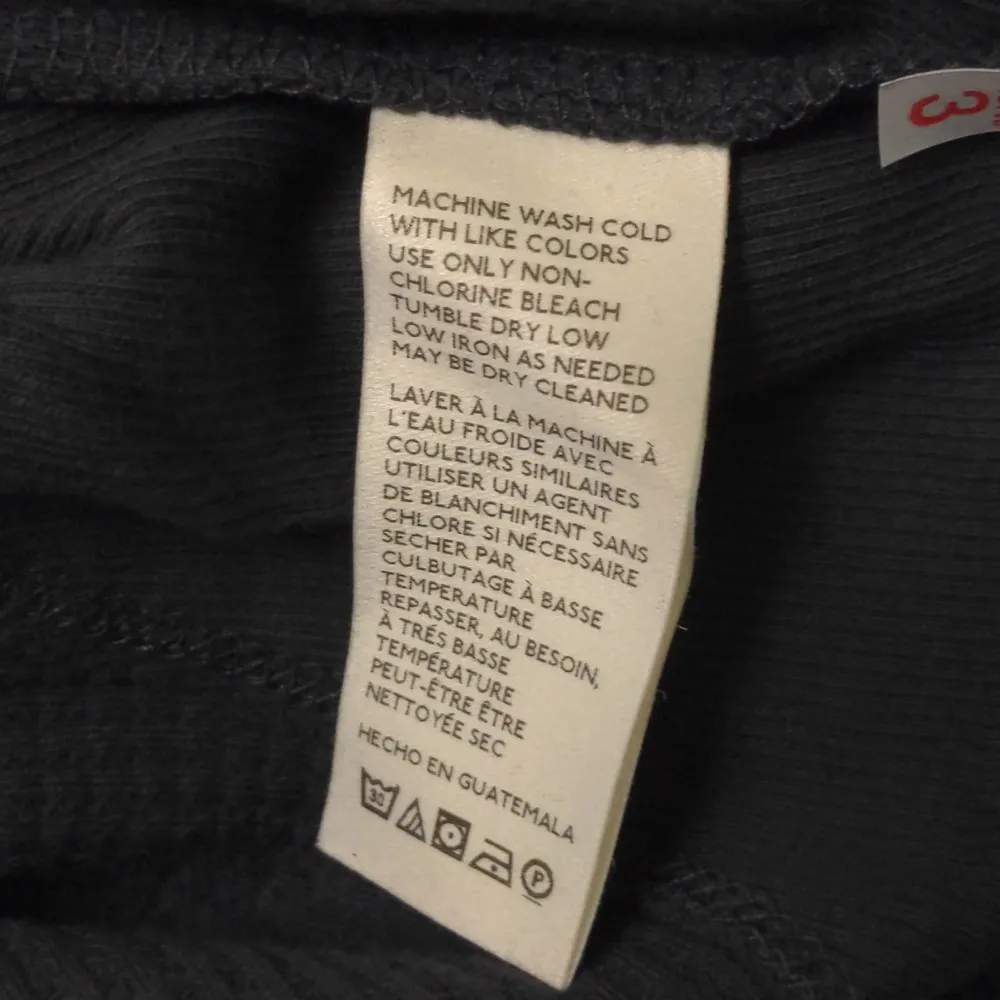 MACHINE WASH COLD
WITH LIKE COLORS
USE ONLY NON-
CHLORINE BLEACH
TUMBLE DRY LOW
LOW IRON AS NEEDED
MAY BE DRY CLEANED
LAVER À LA MACHINE À
L'EAU FROIDE AVEC
COULEURS SIMILAIRES
UTILISER UN AGENT
DE BLANCHIMENT SANS
CHLORE SI NÉCESSAIRE
SECHER PAR
CULBUTAGE À BASSE
TEMPERATURE
REPASSER, AU BESOIN,
À TRÉS BASSE
TEMPÉRATURE
PEUT-ÊTRE ÊTRE
NETTOYÉE SEC
HECHO EN GUATEMALA
30
P
3